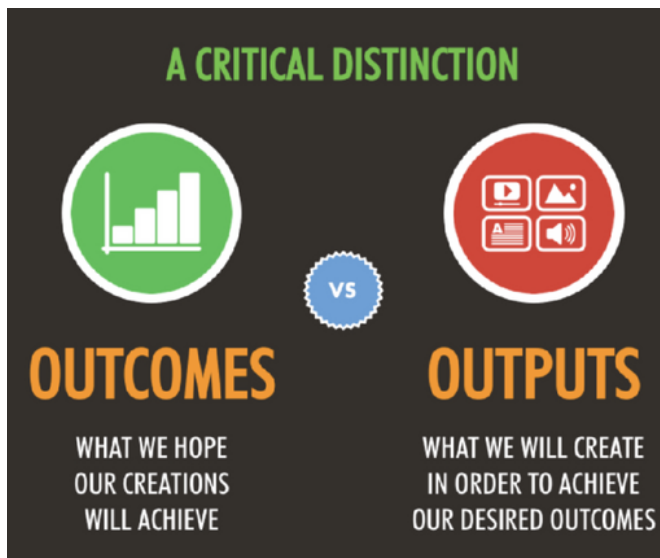 A CRITICAL DISTINCTION
VS
A
OUTCOMES
WHAT WE HOPE
OUR CREATIONS
WILL ACHIEVE
OUTPUTS
WHAT WE WILL CREATE
IN ORDER TO ACHIEVE
OUR DESIRED OUTCOMES